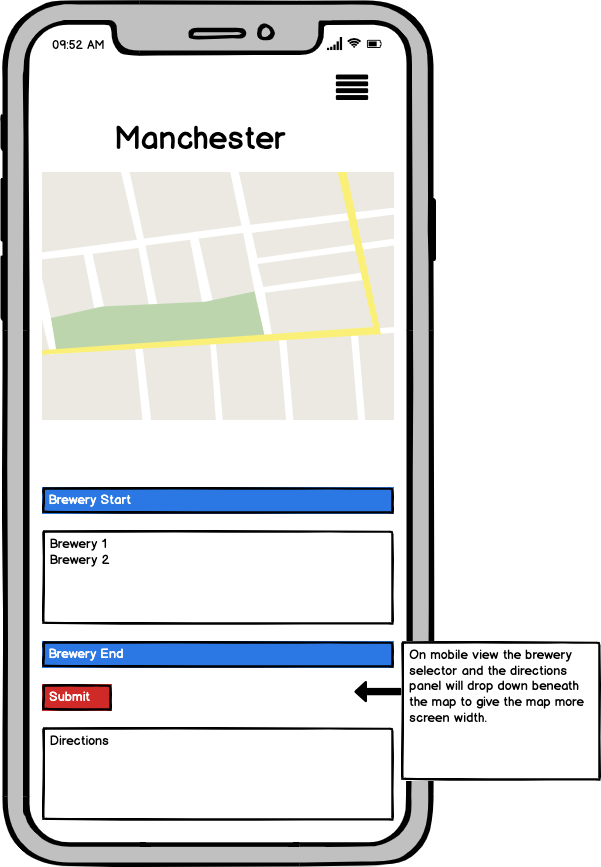 09:52 AM
Manchester
Brewery Start
Brewery 1
Brewery 2
Brewery End
Submit
Directions
On mobile view the brewery
selector and the directions
panel will drop down beneath
the map to give the map more
screen width.